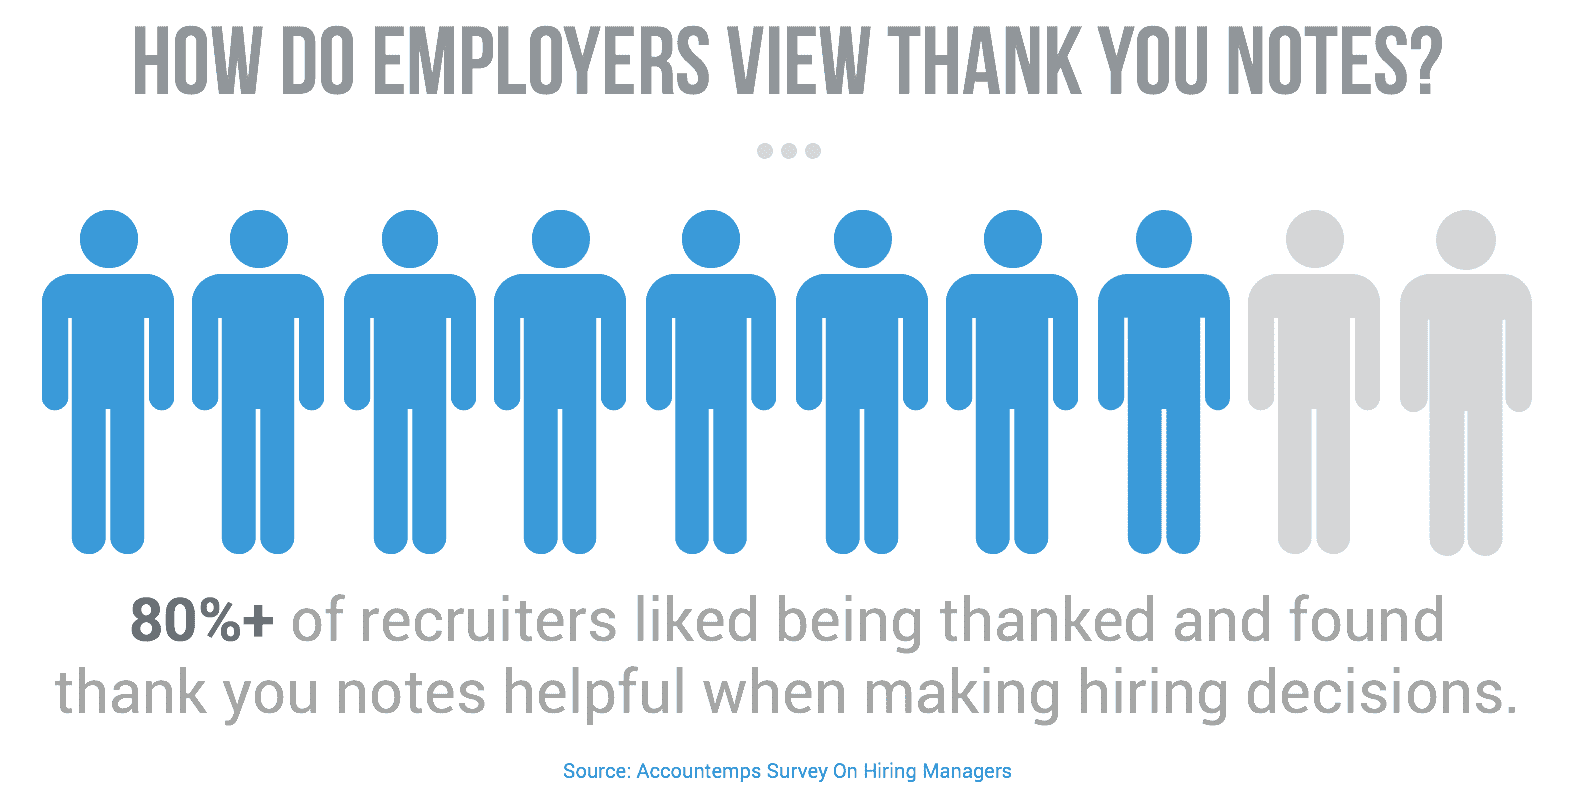 HOW DO EMPLOYERS VIEW THANK YOU NOTES?
80%+ of recruiters liked being thanked and found
thank you notes helpful when making hiring decisions.
Source: Accountemps Survey On Hiring Managers